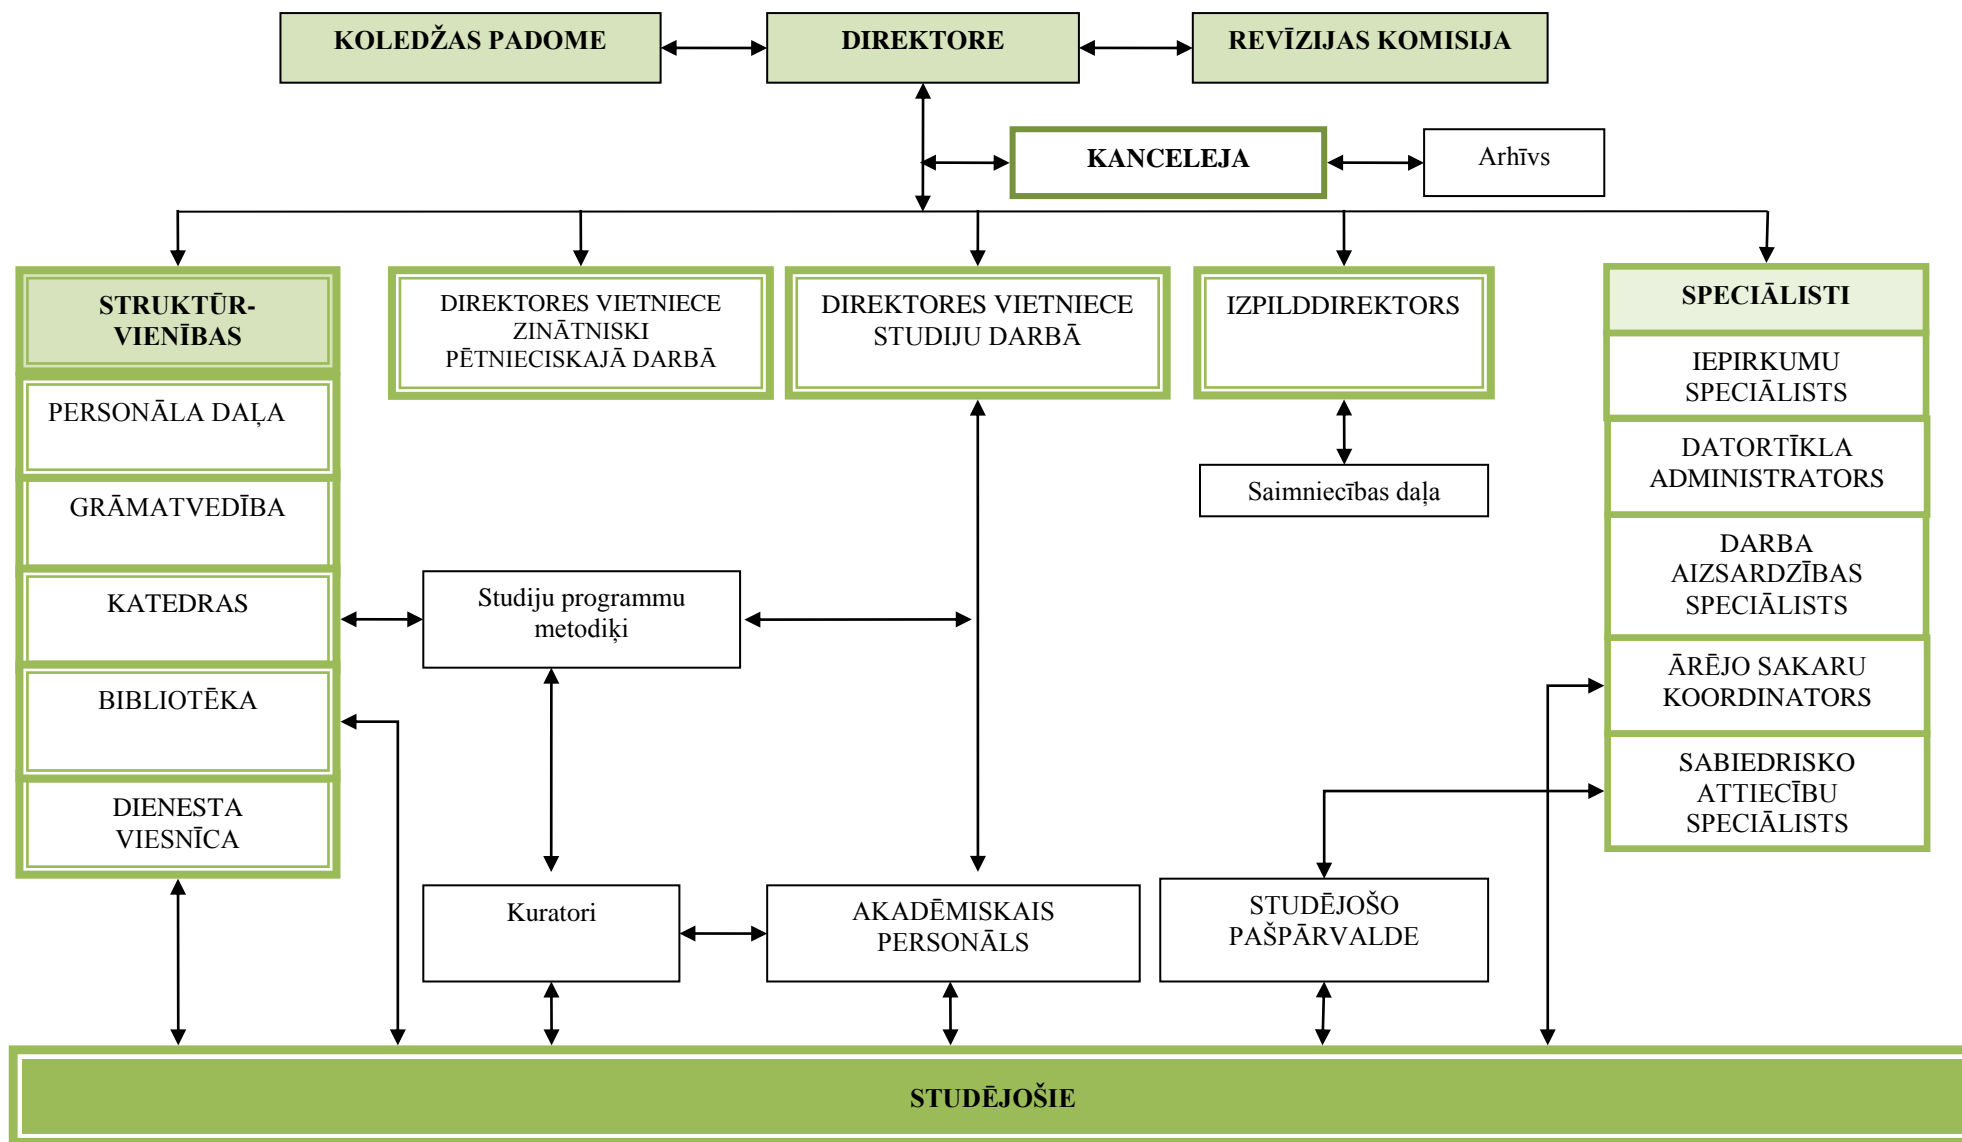 KOLEDŽAS PADOME
DIREKTORE
REVĪZIJAS KOMISIJA
KANCELEJA
Arhīvs
STRUKTŪR-
VIENĪBAS
DIREKTORES VIETNIECE
ZINĀTNISKI
PĒTNIECISKAJĀ DARBĀ
DIREKTORES VIETNIECE
STUDIJU DARBĀ
IZPILDDIREKTORS
SPECIĀLISTI
PERSONĀLA DAĻA
GRĀMATVEDĪBA
KATEDRAS
BIBLIOTĒKA
DIENESTA
VIESNĪCA
IEPIRKUMU
SPECIĀLISTS
DATORTĪKLA
ADMINISTRATORS
DARBA
AIZSARDZĪBAS
SPECIĀLISTS
ĀRĒJO SAKARU
KOORDINATORS
SABIEDRISKO
ATTIECĪBU
SPECIĀLISTS
Saimniecības daļa
Studiju programmu
metodiķi
Kuratori
AKADĒMISKAIS
PERSONĀLS
STUDĒJOŠO
PAŠPĀRVALDE
STUDĒJOŠIE